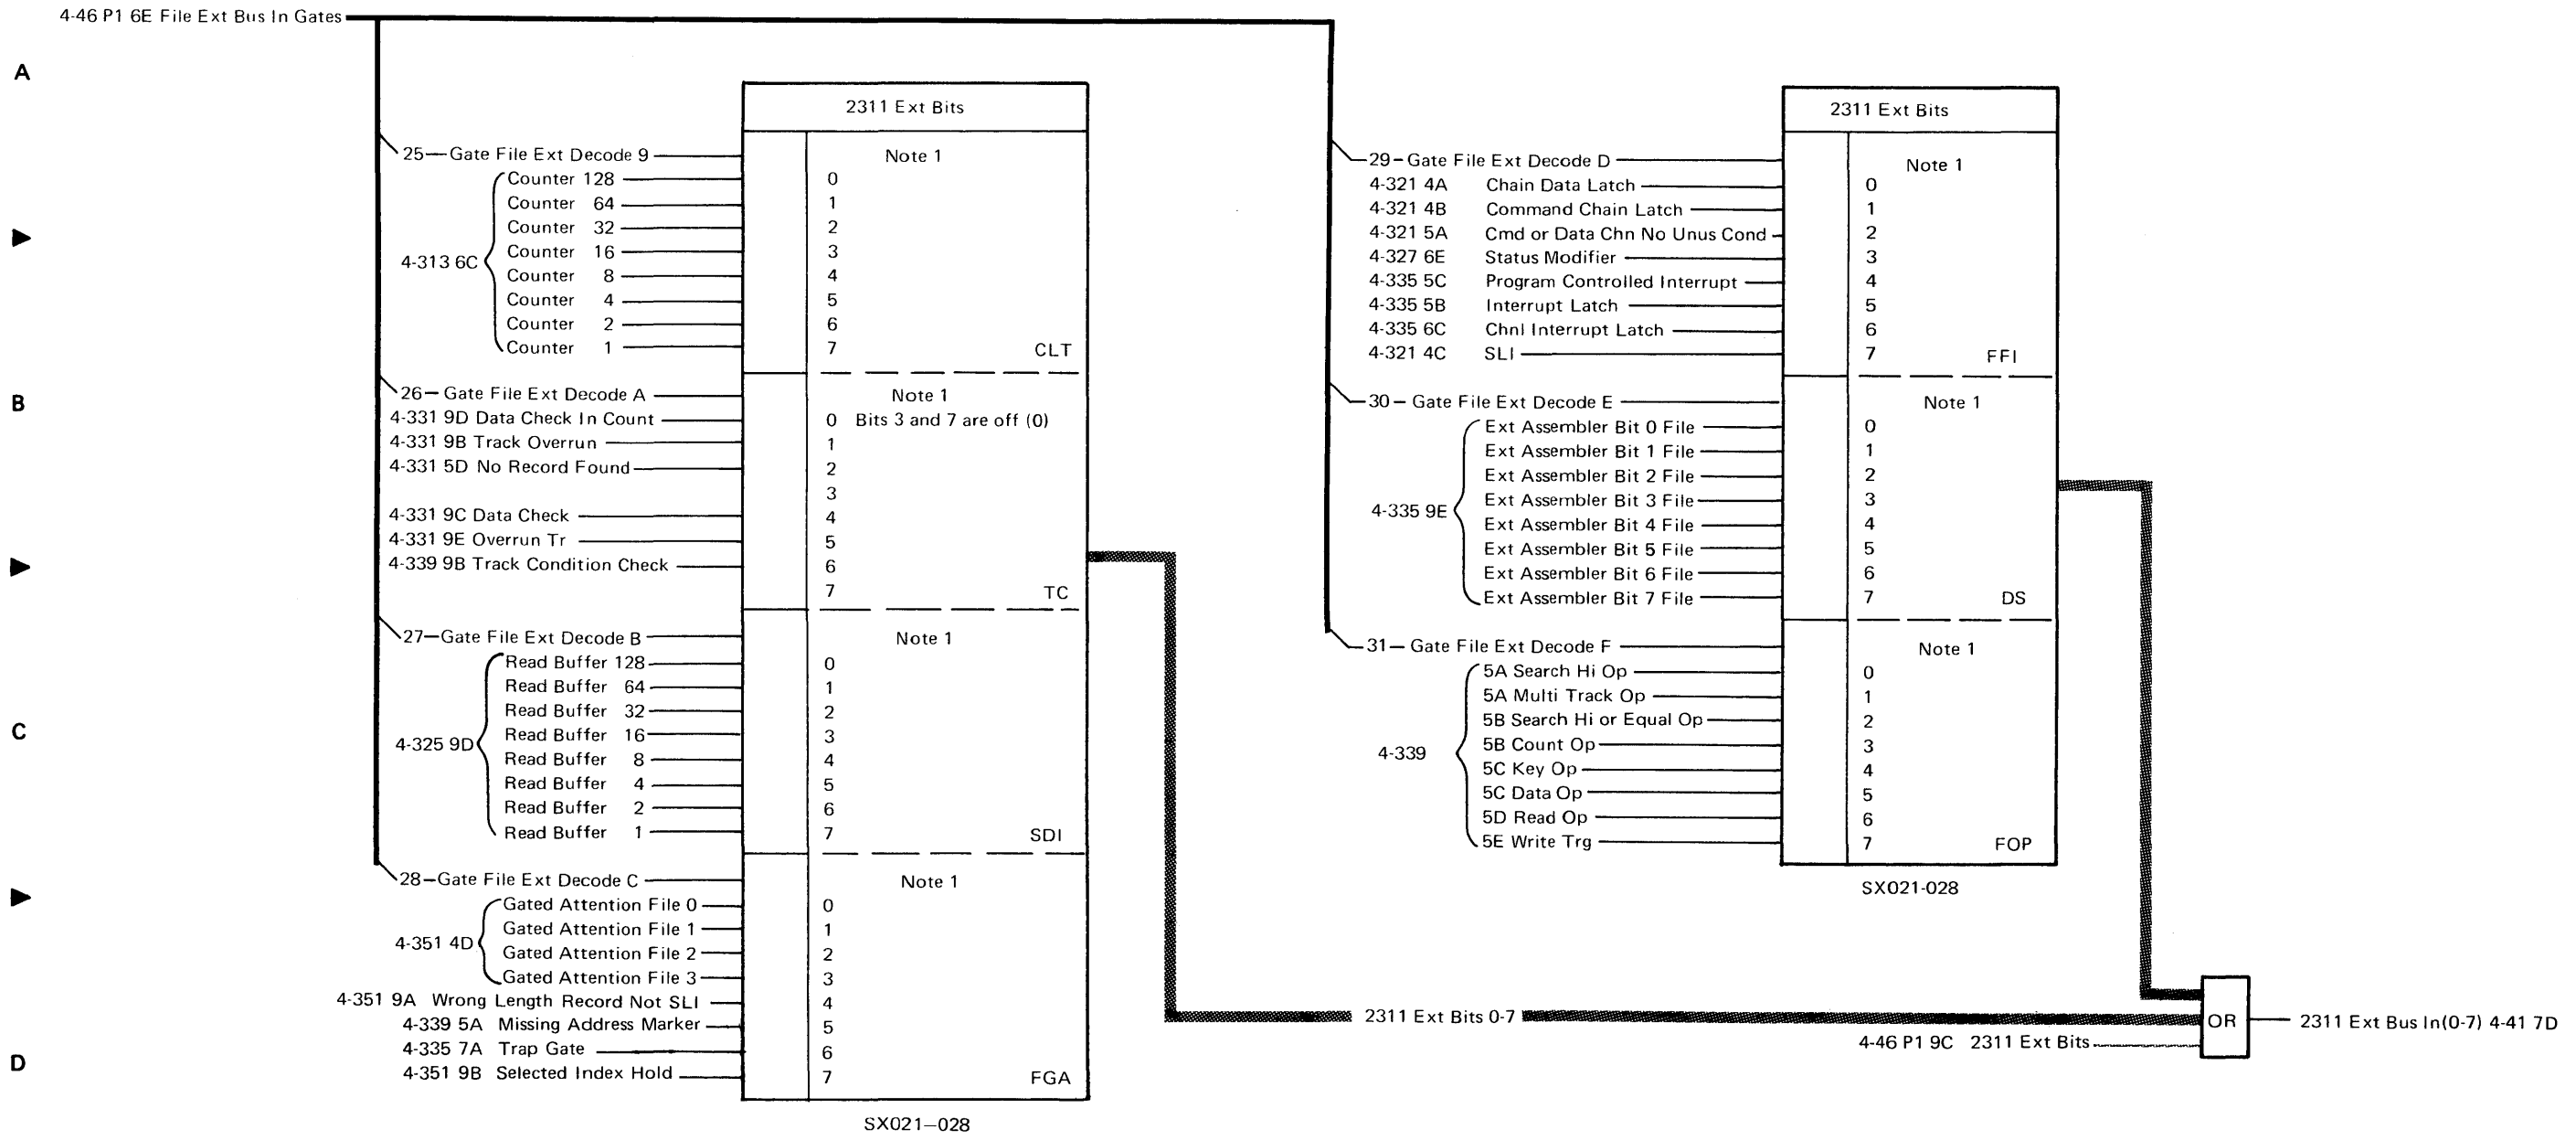 4-46 P1 6E File Ext Bus In Gates
A
B
C
D
2311 Ext Bits
25—Gate File Ext Decode 9
Note 1
4-313 6C
Counter 128 0
Counter 64 1
Counter 32 2
Counter 16 3
Counter 8 4
Counter 4 5
Counter 2 6
Counter 1 7 CLT
26—Gate File Ext Decode A
Note 1
4-331 9D Data Check In Count 0 Bits 3 and 7 are off (0)
4-331 9B Track Overrun 1
4-331 5D No Record Found 2
3
4-331 9C Data Check 4
4-331 9E Overrun Tr 5
4-339 9B Track Condition Check 6
7 TC
27—Gate File Ext Decode B
Note 1
4-325 9D
Read Buffer 128 0
Read Buffer 64 1
Read Buffer 32 2
Read Buffer 16 3
Read Buffer 8 4
Read Buffer 4 5
Read Buffer 2 6
Read Buffer 1 7 SDI
28—Gate File Ext Decode C
Note 1
4-351 4D
Gated Attention File 0 0
Gated Attention File 1 1
Gated Attention File 2 2
Gated Attention File 3 3
4-351 9A Wrong Length Record Not SLI 4
4-339 5A Missing Address Marker 5
4-335 7A Trap Gate 6
4-351 9B Selected Index Hold 7 FGA
SX021—028
2311 Ext Bits
29—Gate File Ext Decode D
Note 1
4-321 4A Chain Data Latch 0
4-321 4B Command Chain Latch 1
4-321 5A Cmd or Data Chn No Unus Cond 2
4-327 6E Status Modifier 3
4-335 5C Program Controlled Interrupt 4
4-335 5B Interrupt Latch 5
4-335 6C Chnl Interrupt Latch 6
4-321 4C SLI 7 FFI
30—Gate File Ext Decode E
Note 1
4-335 9E
Ext Assembler Bit 0 File 0
Ext Assembler Bit 1 File 1
Ext Assembler Bit 2 File 2
Ext Assembler Bit 3 File 3
Ext Assembler Bit 4 File 4
Ext Assembler Bit 5 File 5
Ext Assembler Bit 6 File 6
Ext Assembler Bit 7 File 7 DS
31—Gate File Ext Decode F
Note 1
4-339
5A Search Hi Op 0
5A Multi Track Op 1
5B Search Hi or Equal Op 2
5B Count Op 3
5C Key Op 4
5C Data Op 5
5D Read Op 6
5E Write Trg 7 FOP
SX021-028
2311 Ext Bits 0-7
4-46 P1 9C 2311 Ext Bits
OR
2311 Ext Bus In(0-7) 4-41 7D